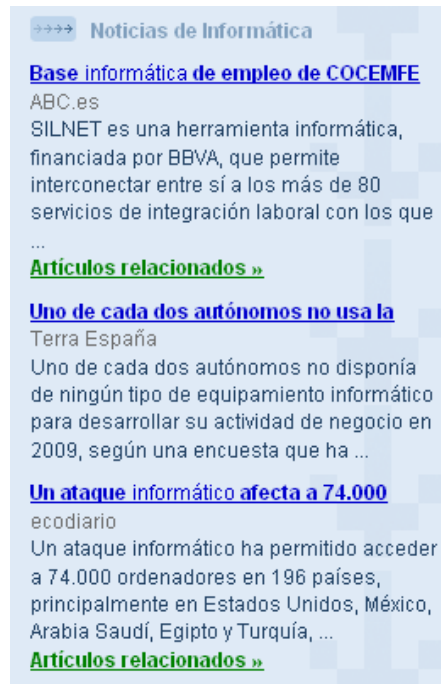 Noticias de Informática
Base informática de empleo de COCEMFE
ABC.es
SILNET es una herramienta informática,
financiada por BBVA, que permite
interconectar entre sí a los más de 80
servicios de integración laboral con los que
...
Artículos relacionados »
Uno de cada dos autónomos no usa la
Terra España
Uno de cada dos autónomos no disponía
de ningún tipo de equipamiento informático
para desarrollar su actividad de negocio en
2009, según una encuesta que ha ...
Un ataque informático afecta a 74.000
ecodiario
Un ataque informático ha permitido acceder
a 74.000 ordenadores en 196 países,
principalmente en Estados Unidos, México,
Arabia Saudí, Egipto y Turquía, ...
Artículos relacionados »